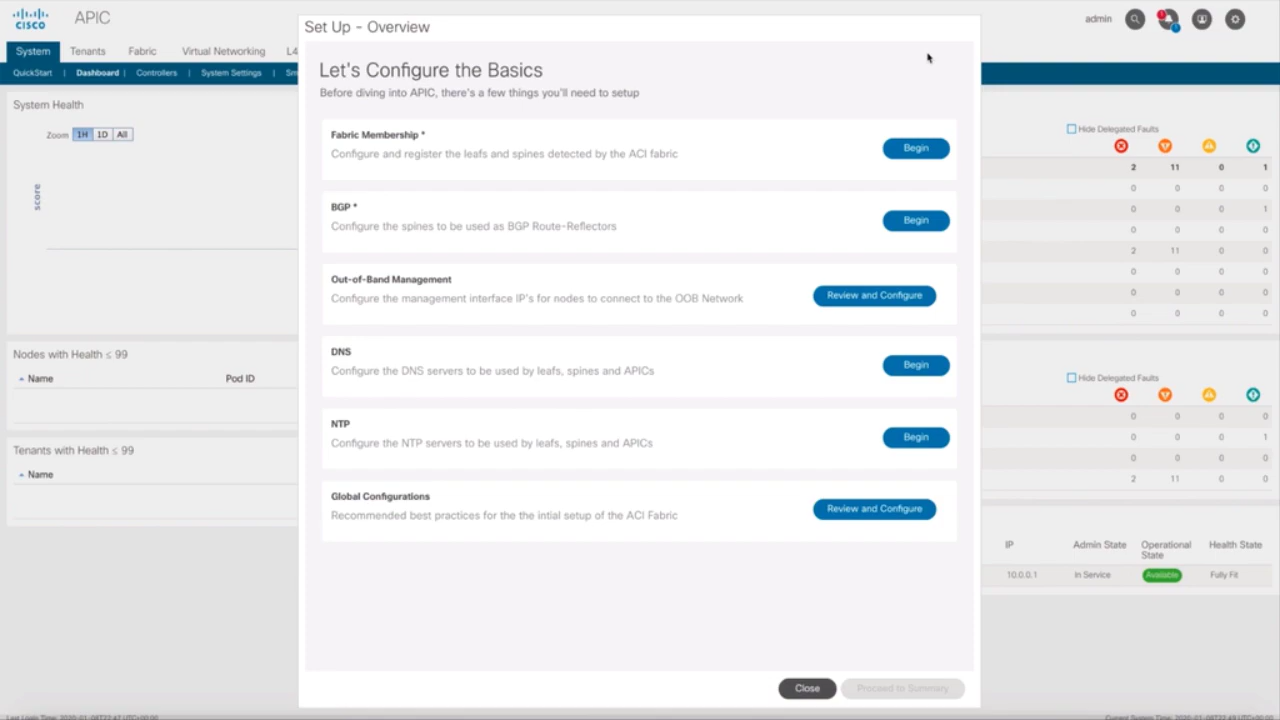 CISCO
APIC
admin
System
Tenants
Fabric
Virtual Networking
L4
QuickStart
Dashboard
Controllers
System Settings
Sm
System Health
Zoom 1H 1D All
score
Nodes with Health ≤ 99
Name
Pod ID
Tenants with Health ≤ 99
Name
Set Up - Overview
Let's Configure the Basics
Before diving into APIC, there's a few things you'll need to setup
Fabric Membership *
Configure and register the leafs and spines detected by the ACI fabric
Begin
BGP *
Configure the spines to be used as BGP Route-Reflectors
Begin
Out-of-Band Management
Configure the management interface IP's for nodes to connect to the OOB Network
Review and Configure
DNS
Configure the DNS servers to be used by leafs, spines and APICs
Begin
NTP
Configure the NTP servers to be used by leafs, spines and APICs
Begin
Global Configurations
Recommended best practices for the the intial setup of the ACI Fabric
Review and Configure
Close
Proceed to Summary
Hide Delegated Faults
2 11 0 1
0 0 0 0
0 0 0 1
0 0 0 0
2 11 0 0
0 0 0 0
0 0 0 0
0 0 0 0
Hide Delegated Faults
0 0 0 0
0 0 0 1
0 0 0 0
2 11 0 0
IP
Admin State
Operational
State
Health State
10.0.0.1
In Service
Available
Fully Fit